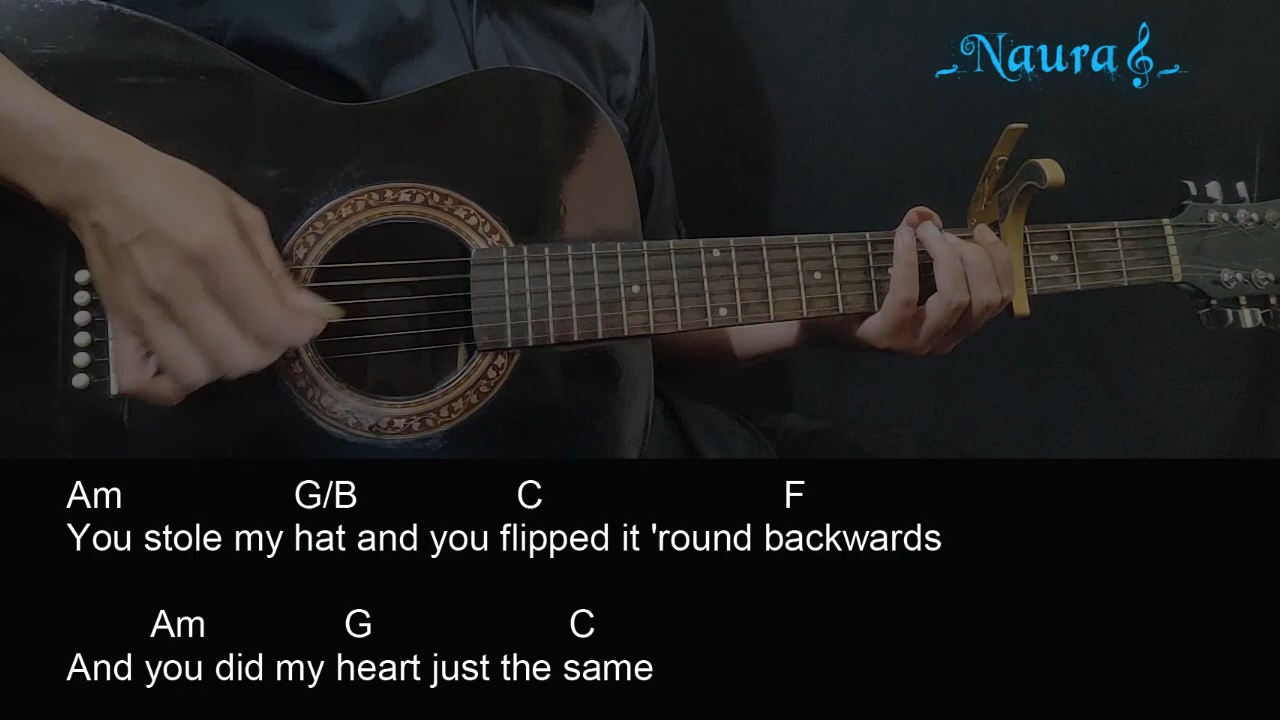 Naura
Am G/B C F
You stole my hat and you flipped it 'round backwards
Am G C
And you did my heart just the same